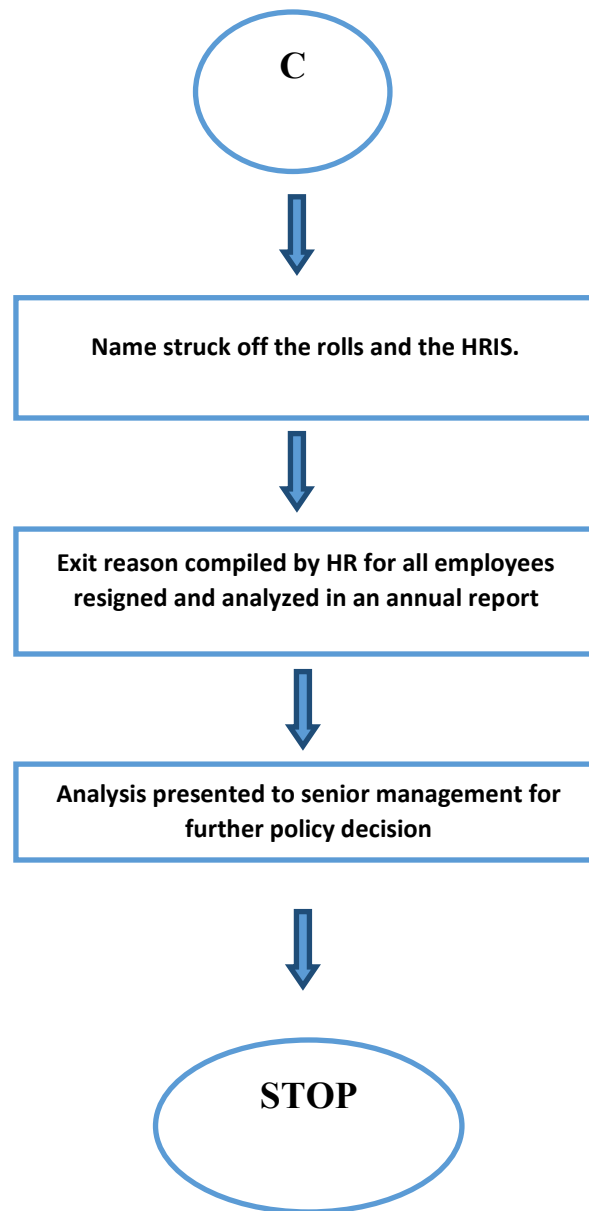 C
Name struck off the rolls and the HRIS.
Exit reason compiled by HR for all employees
resigned and analyzed in an annual report
Analysis presented to senior management for
further policy decision
STOP